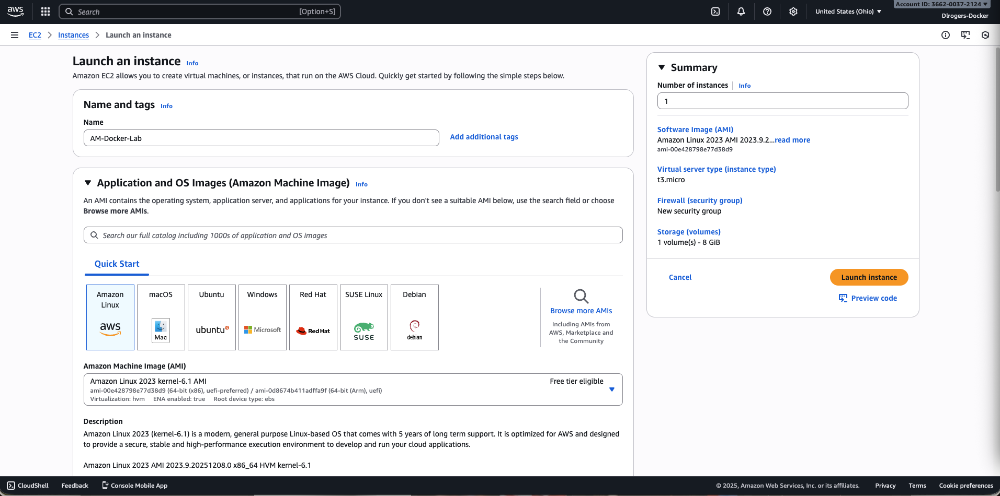 aws
Search
[Option+S]
United States (Ohio)
Account ID: 3662-0037-2124
DIrogers-Docker
EC2
Instances
Launch an instance
Launch an instance
Info
Amazon EC2 allows you to create virtual machines, or instances, that run on the AWS Cloud. Quickly get started by following the simple steps below.
Name and tags
Info
Name
AM-Docker-Lab
Add additional tags
Application and OS Images (Amazon Machine Image)
Info
An AMI contains the operating system, application server, and applications for your instance. If you don't see a suitable AMI below, use the search field or choose
Browse more AMIs.
Search our full catalog including 1000s of application and OS images
Quick Start
Amazon
Linux
aws
macOS
Mac
Ubuntu
ubuntu
Windows
Microsoft
Red Hat
Red Hat
SUSE Linux
SUSE
Debian
debian
Browse more AMIs
Including AMIs from
AWS, Marketplace and
the Community
Amazon Machine Image (AMI)
Amazon Linux 2023 kernel-6.1 AMI
Free tier eligible
ami-00e428798e77d38d9 (64-bit (x86), uefi-preferred) / ami-0d8674b411adffa9f (64-bit (Arm), uefi)
Virtualization: hvm ENA enabled: true Root device type: ebs
Description
Amazon Linux 2023 (kernel-6.1) is a modern, general purpose Linux-based OS that comes with 5 years of long term support. It is optimized for AWS and designed
to provide a secure, stable and high-performance execution environment to develop and run your cloud applications.
Amazon Linux 2023 AMI 2023.9.20251208.0 x86_64 HVM kernel-6.1
Summary
Number of instances
Info
1
Software Image (AMI)
Amazon Linux 2023 AMI 2023.9.2...read more
ami-00e428798e77d38d9
Virtual server type (instance type)
t3.micro
Firewall (security group)
New security group
Storage (volumes)
1 volume(s) - 8 GiB
Cancel
Launch instance
Preview code
CloudShell
Feedback
Console Mobile App
© 2025, Amazon Web Services, Inc. or its affiliates.
Privacy
Terms
Cookie preferences